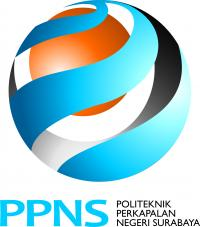 PPNS
POLITEKNIK
PERKAPALAN
NEGERI SURABAYA